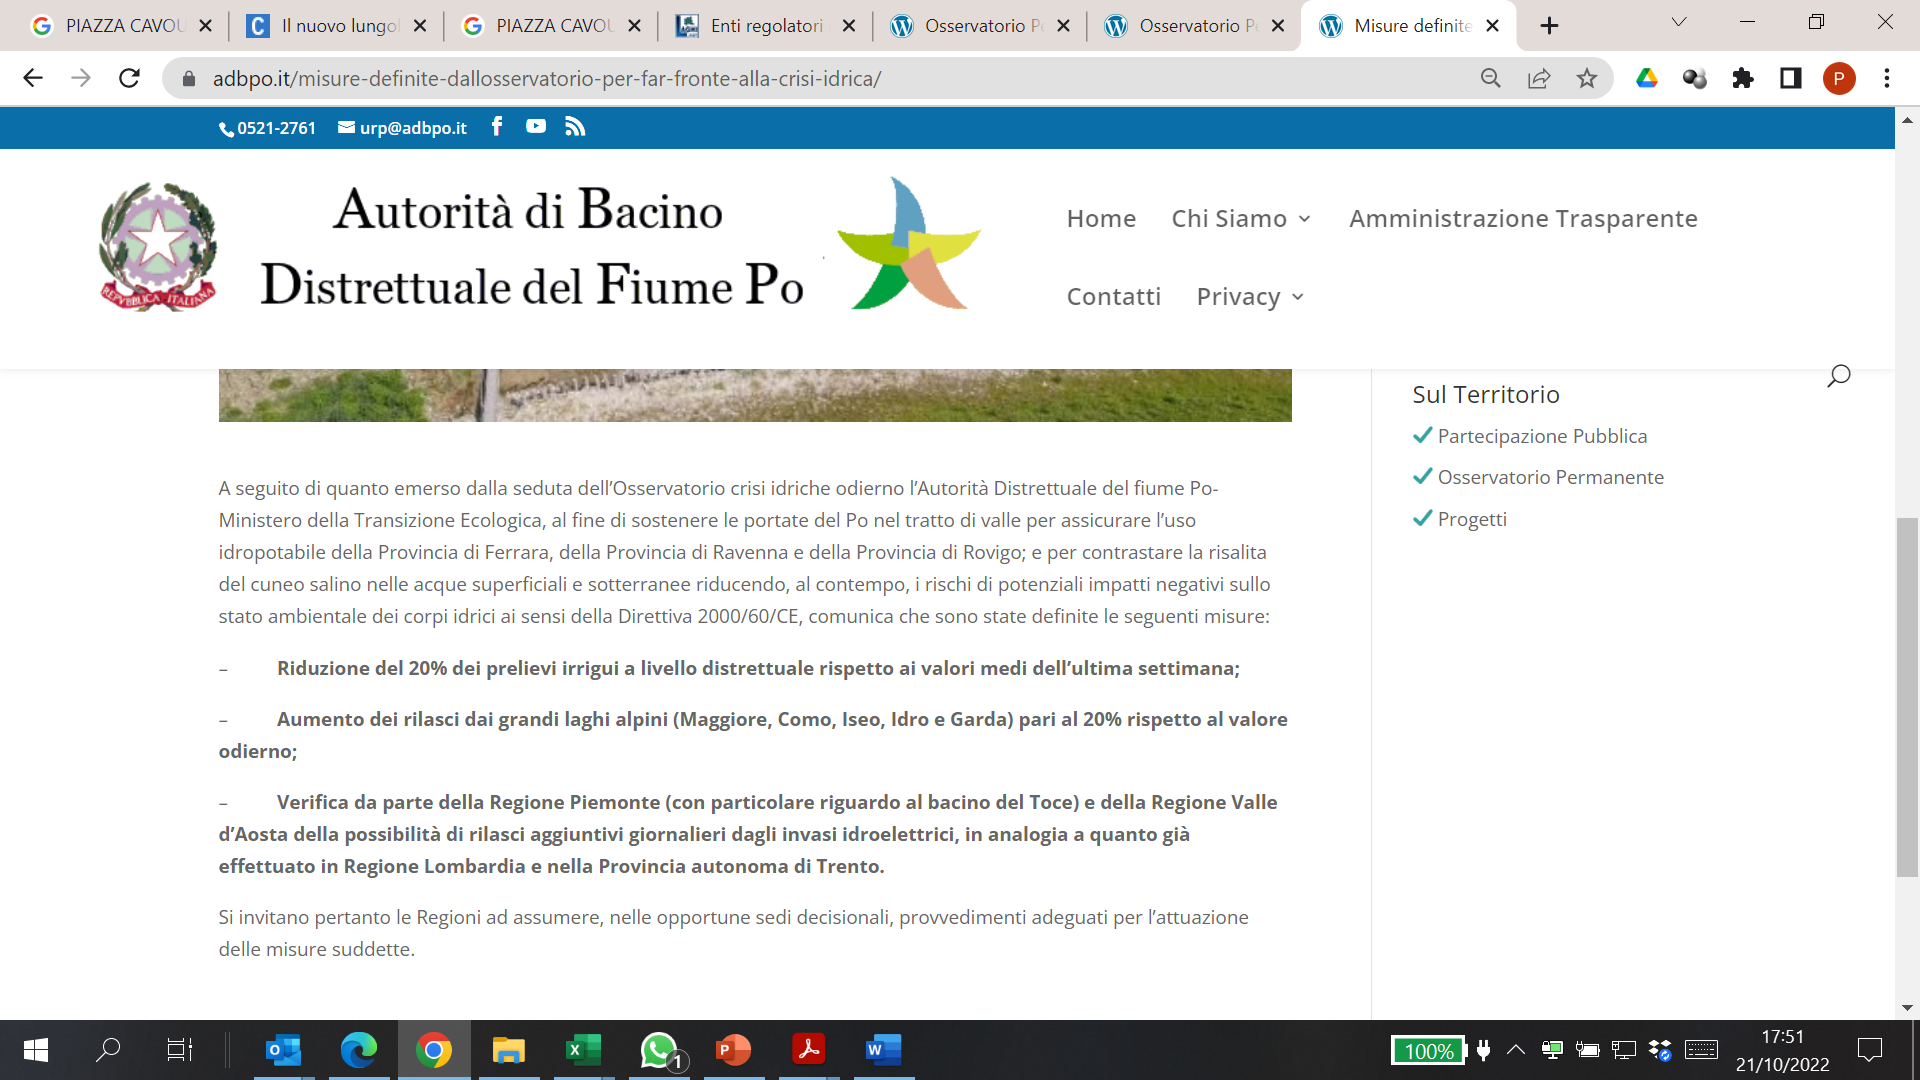 PIAZZA CAVOU
Il nuovo lungol
PIAZZA CAVOU
Enti regolatori
Osservatorio Po
Osservatorio Po
Misure definite
adbpo.it/misure-definite-dallosservatorio-per-far-fronte-alla-crisi-idrica/
P
0521-2761
urp@adbpo.it
REPVBBLICA ITALIANA
Autorità di Bacino
Distrettuale del Fiume Po
Home
Chi Siamo
Amministrazione Trasparente
Contatti
Privacy
Sul Territorio
Partecipazione Pubblica
Osservatorio Permanente
Progetti
A seguito di quanto emerso dalla seduta dell’Osservatorio crisi idriche odierno l’Autorità Distrettuale del fiume Po-
Ministero della Transizione Ecologica, al fine di sostenere le portate del Po nel tratto di valle per assicurare l’uso
idropotabile della Provincia di Ferrara, della Provincia di Ravenna e della Provincia di Rovigo; e per contrastare la risalita
del cuneo salino nelle acque superficiali e sotterranee riducendo, al contempo, i rischi di potenziali impatti negativi sullo
stato ambientale dei corpi idrici ai sensi della Direttiva 2000/60/CE, comunica che sono state definite le seguenti misure:
– Riduzione del 20% dei prelievi irrigui a livello distrettuale rispetto ai valori medi dell’ultima settimana;
– Aumento dei rilasci dai grandi laghi alpini (Maggiore, Como, Iseo, Idro e Garda) pari al 20% rispetto al valore
odierno;
– Verifica da parte della Regione Piemonte (con particolare riguardo al bacino del Toce) e della Regione Valle
d’Aosta della possibilità di rilasci aggiuntivi giornalieri dagli invasi idroelettrici, in analogia a quanto già
effettuato in Regione Lombardia e nella Provincia autonoma di Trento.
Si invitano pertanto le Regioni ad assumere, nelle opportune sedi decisionali, provvedimenti adeguati per l’attuazione
delle misure suddette.
1
100%
17:51
21/10/2022